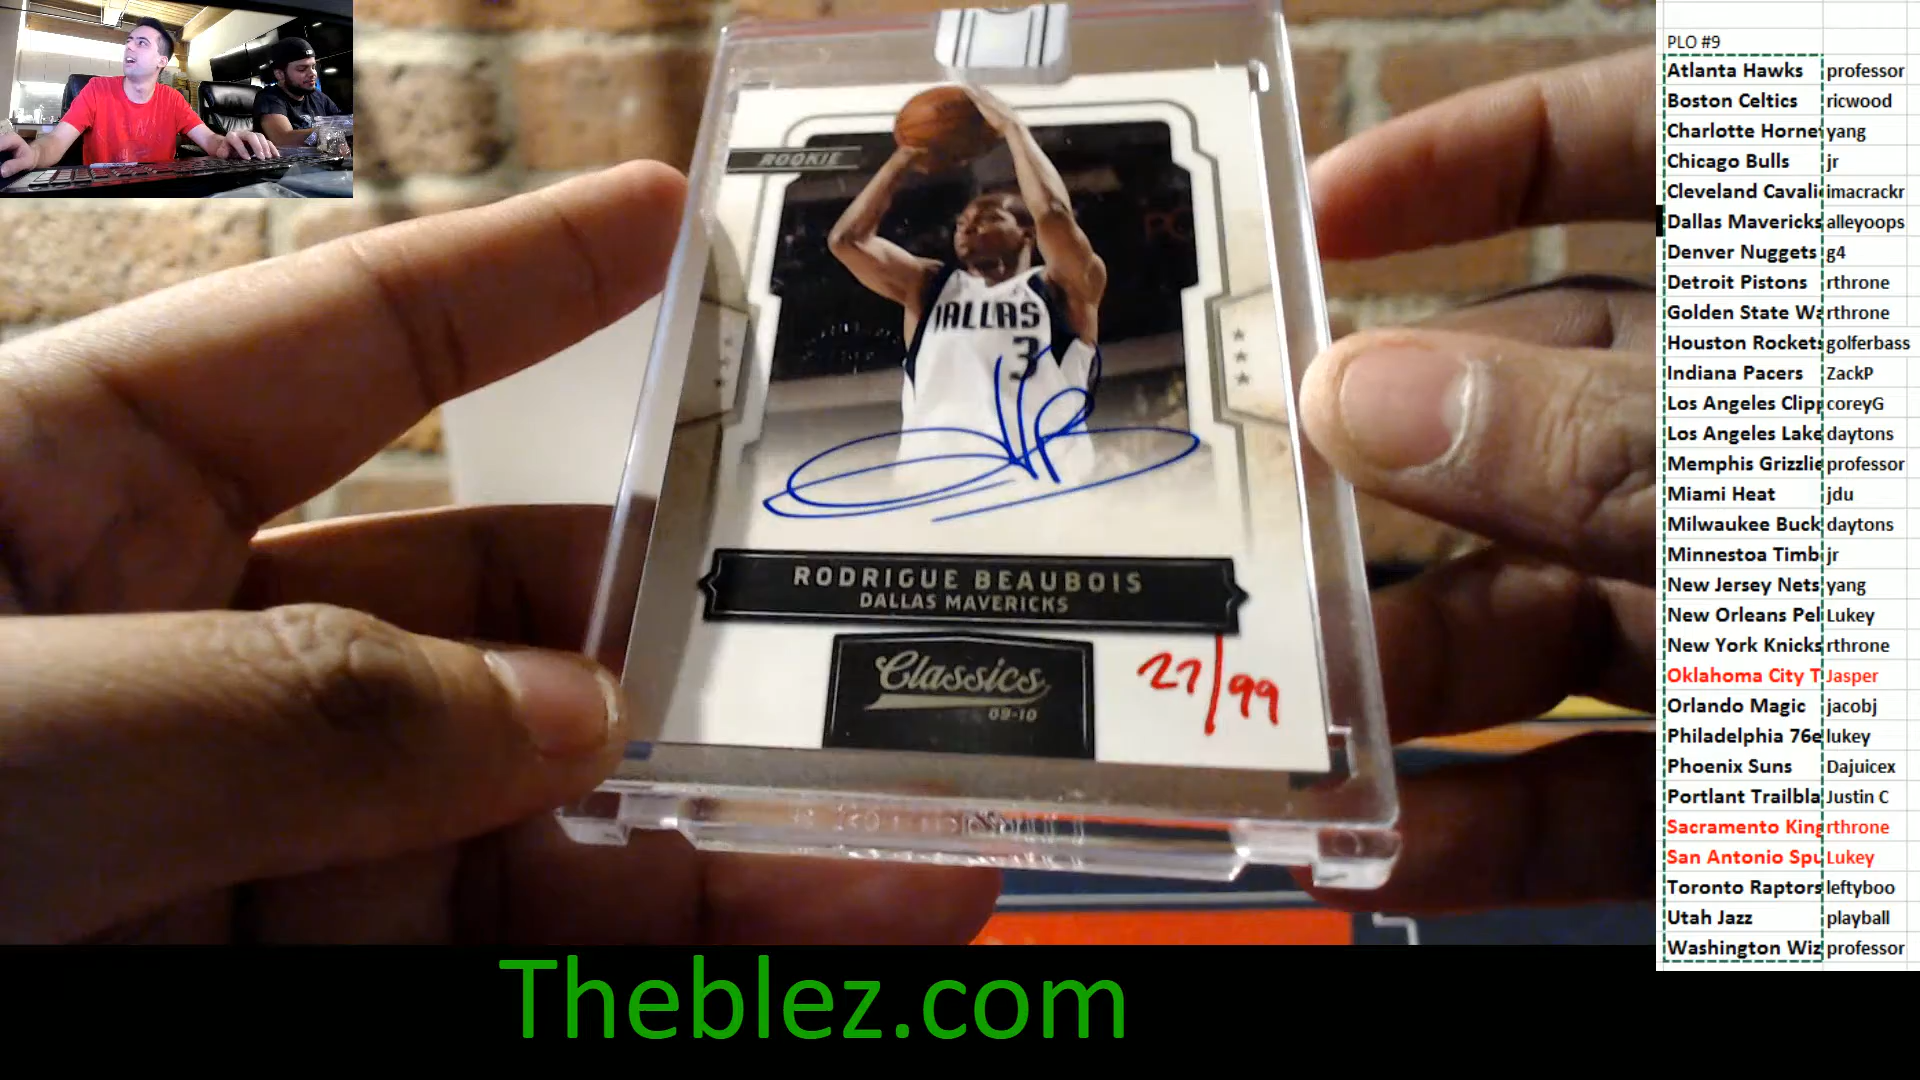 ROOKIE
DALLAS
3
RODRIGUE BEAUBOIS
DALLAS MAVERICKS
Classics
09-10
27/99
Theblez.com
PLO #9
Atlanta Hawks professor
Boston Celtics ricwood
Charlotte Horne yang
Chicago Bulls jr
Cleveland Cavali imacrackr
Dallas Mavericks alleyoops
Denver Nuggets g4
Detroit Pistons rthrone
Golden State Wa rthrone
Houston Rockets golferbass
Indiana Pacers ZackP
Los Angeles Clipp coreyG
Los Angeles Lake daytons
Memphis Grizzlie professor
Miami Heat jdu
Milwaukee Buck daytons
Minnestoa Timb jr
New Jersey Nets yang
New Orleans Pel Lukey
New York Knicks rthrone
Oklahoma City T Jasper
Orlando Magic jacobj
Philadelphia 76e lukey
Phoenix Suns Dajuicex
Portlant Trailbla Justin C
Sacramento King rthrone
San Antonio Spu Lukey
Toronto Raptors leftyboo
Utah Jazz playball
Washington Wiz professor